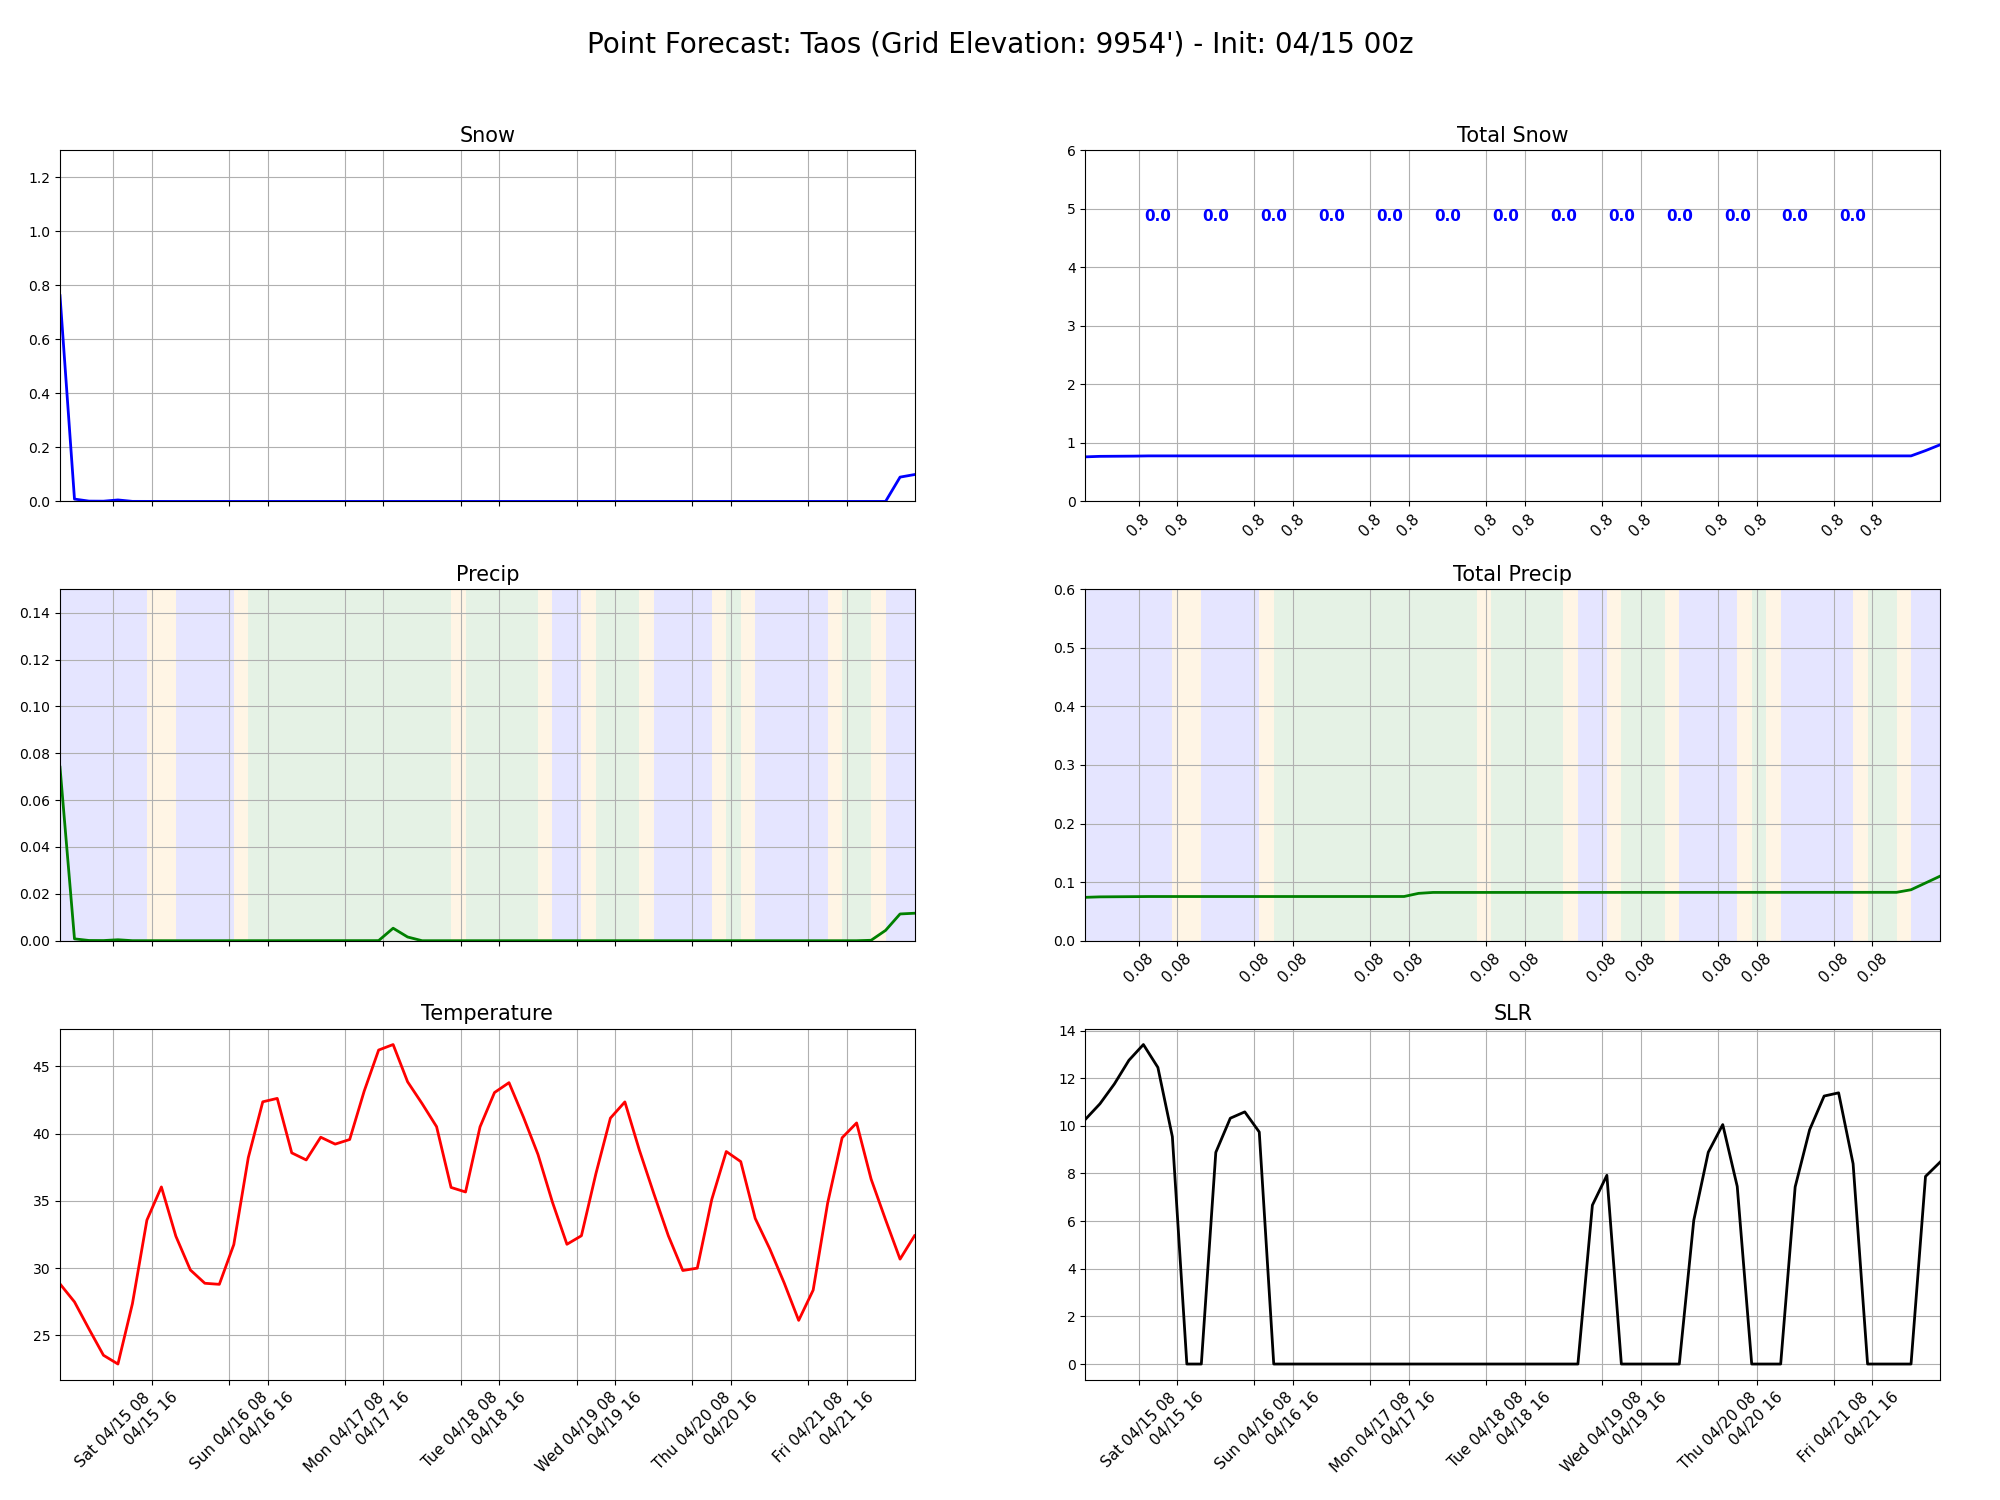 Point Forecast: Taos (Grid Elevation: 9954') - Init: 04/15 00z
Snow
1.2
1.0
0.8
0.6
0.4
0.2
0.0
Total Snow
6
5
4
3
2
1
0
0.0 0.0 0.0 0.0 0.0 0.0 0.0 0.0 0.0 0.0 0.0 0.0 0.0
0.8 0.8 0.8 0.8 0.8 0.8 0.8 0.8 0.8 0.8 0.8 0.8 0.8 0.8
Precip
0.14
0.12
0.10
0.08
0.06
0.04
0.02
0.00
Total Precip
0.6
0.5
0.4
0.3
0.2
0.1
0.0
0.08 0.08 0.08 0.08 0.08 0.08 0.08 0.08 0.08 0.08 0.08 0.08 0.08 0.08
Temperature
45
40
35
30
25
Sat 04/15 08
04/15 16
Sun 04/16 08
04/16 16
Mon 04/17 08
04/17 16
Tue 04/18 08
04/18 16
Wed 04/19 08
04/19 16
Thu 04/20 08
04/20 16
Fri 04/21 08
04/21 16
SLR
14
12
10
8
6
4
2
0
Sat 04/15 08
04/15 16
Sun 04/16 08
04/16 16
Mon 04/17 08
04/17 16
Tue 04/18 08
04/18 16
Wed 04/19 08
04/19 16
Thu 04/20 08
04/20 16
Fri 04/21 08
04/21 16